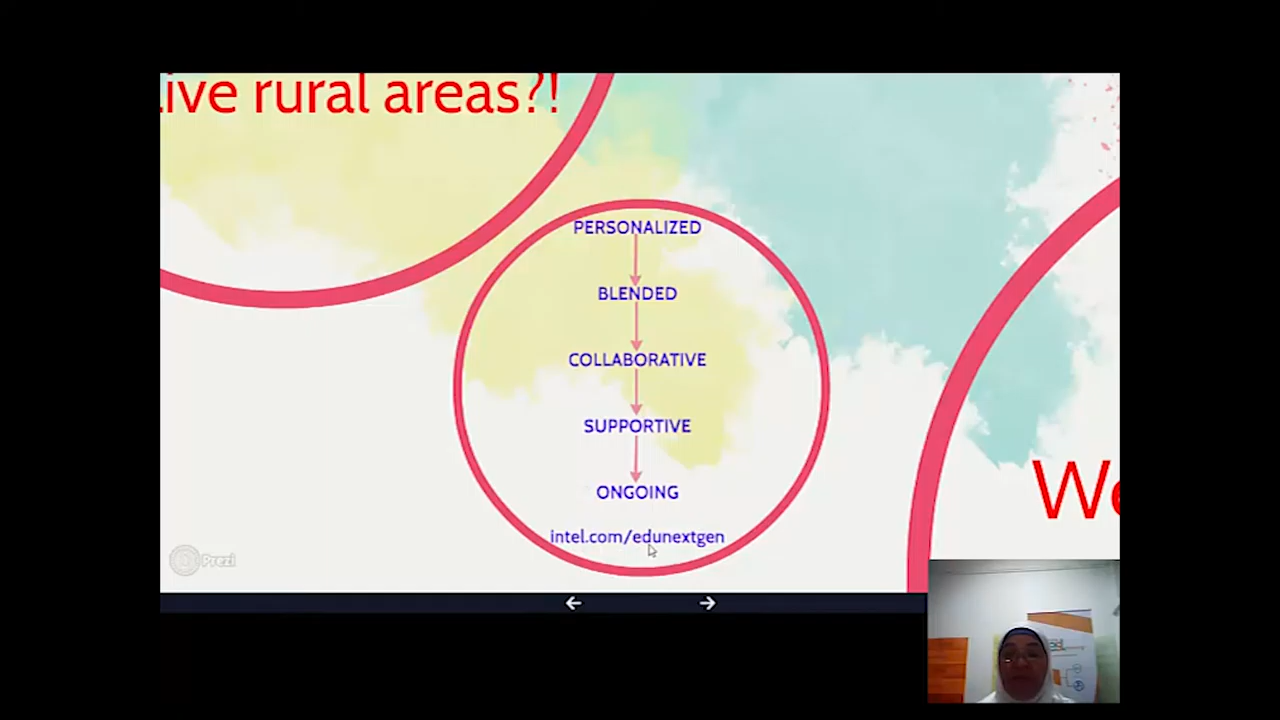 ive rural areas?!
PERSONALIZED
BLENDED
COLLABORATIVE
SUPPORTIVE
ONGOING
intel.com/edunextgen
We
Prezi